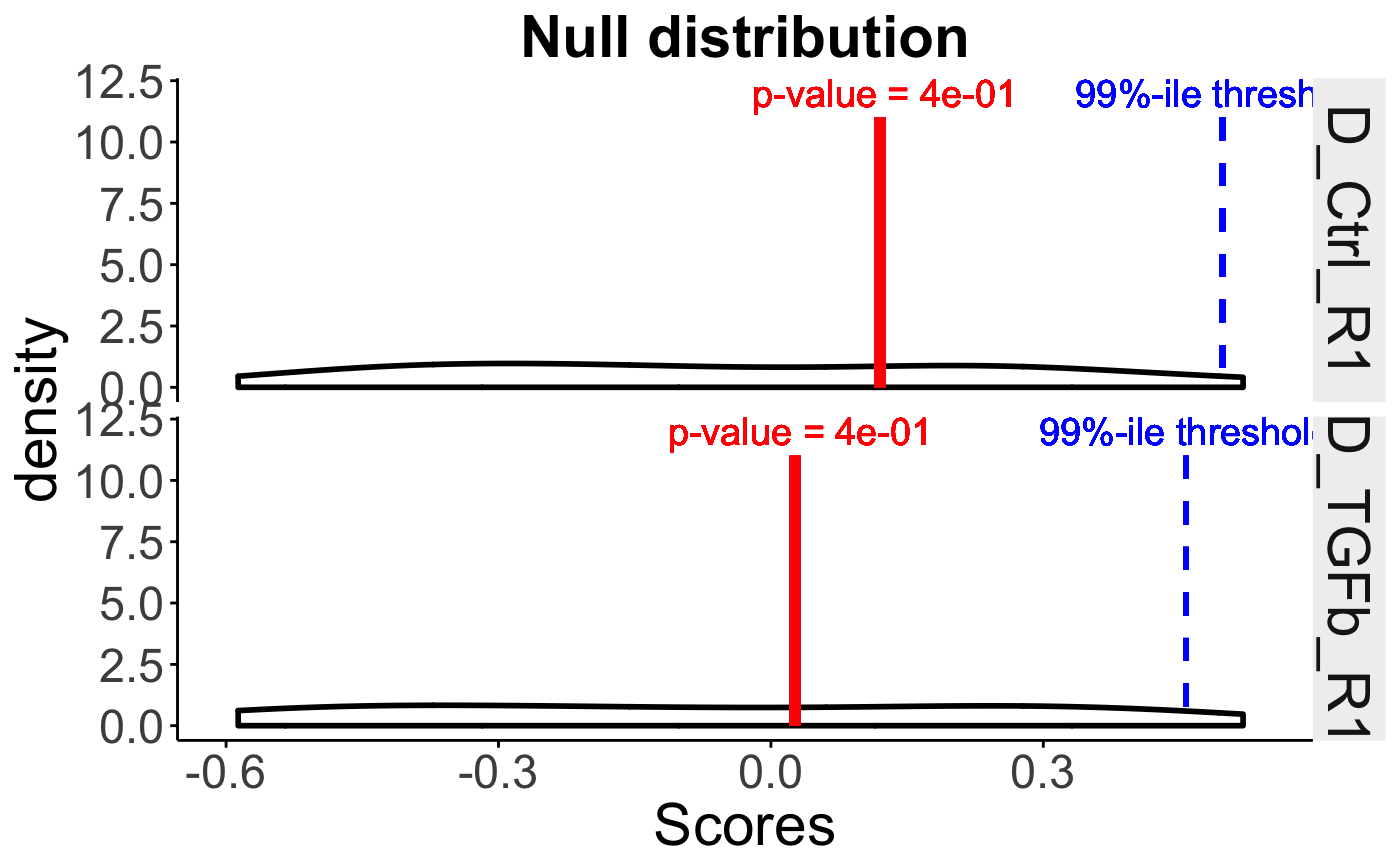 Null distribution
density
12.5
10.0
7.5
5.0
2.5
0.0
p-value = 4e-01
99%-ile thresh
D_Ctrl_R1
12.5
10.0
7.5
5.0
2.5
0.0
p-value = 4e-01
99%-ile threshol
D_TGFb_R1
-0.6
-0.3
0.0
0.3
Scores